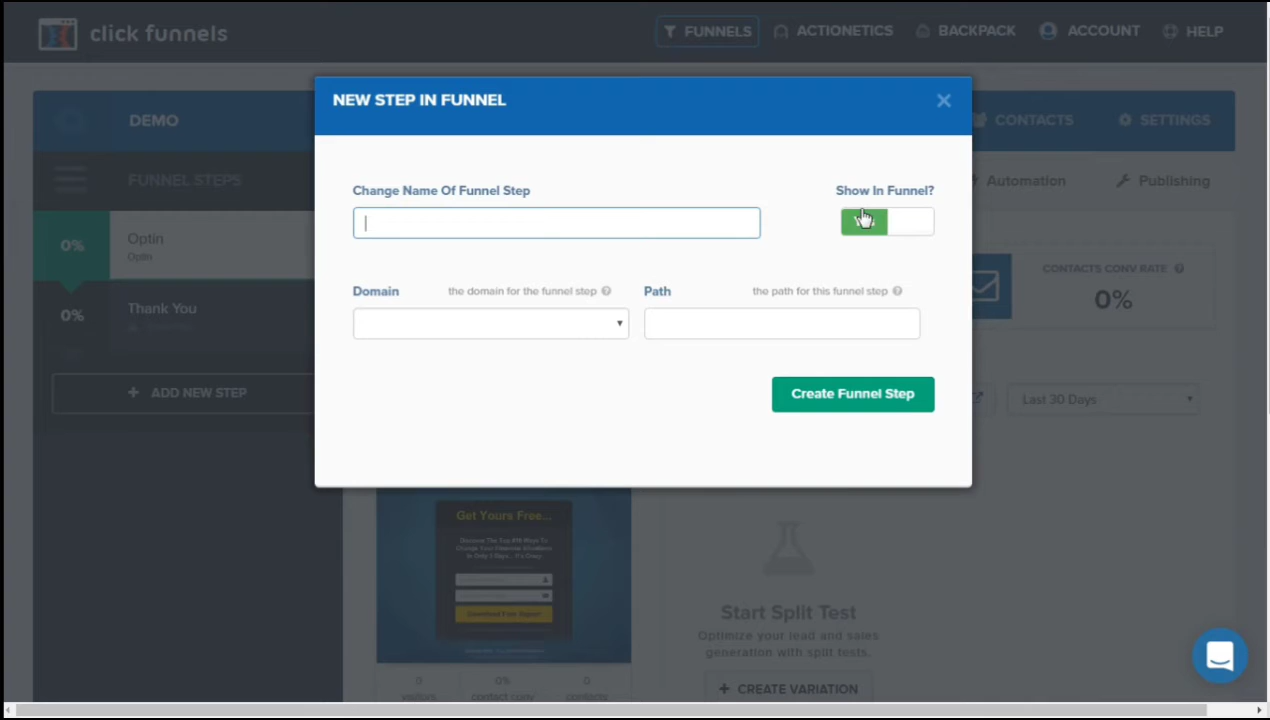 click funnels
FUNNELS
ACTIONETICS
BACKPACK
ACCOUNT
HELP
NEW STEP IN FUNNEL
DEMO
CONTACTS
SETTINGS
FUNNEL STEPS
Automation
Publishing
Change Name Of Funnel Step
Show In Funnel?
0%
Optin
Optin
Domain
the domain for the funnel step
Path
the path for this funnel step
CONTACTS CONV RATE
0%
0%
Thank You
ADD NEW STEP
Create Funnel Step
Last 30 Days
Get Yours Free...
Start Split Test
Optimize your lead and sales
generation with split tests.
CREATE VARIATION
0
0%
0
visitors
contact conv
contacts